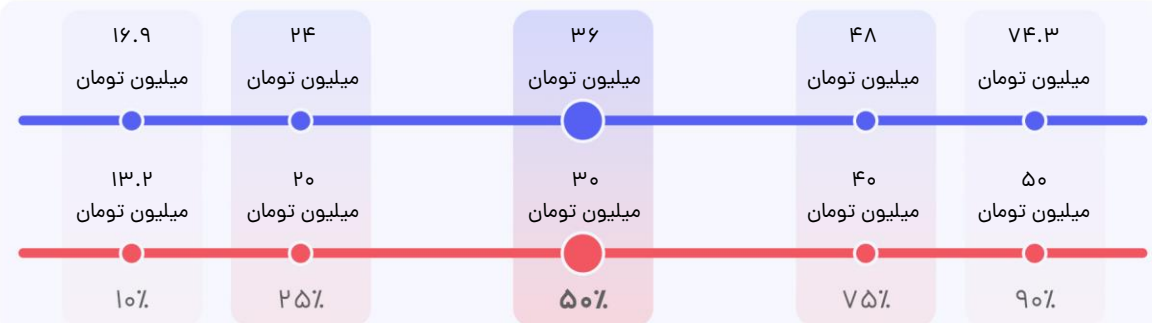 ۱۶.۹ ۲۴ ۳۶ ۴۸ ۷۴.۳
میلیون تومان میلیون تومان میلیون تومان میلیون تومان میلیون تومان
۱۳.۲ ۲۰ ۳۰ ۴۰ ۵۰
میلیون تومان میلیون تومان میلیون تومان میلیون تومان میلیون تومان
۱۰٪ ۲۵٪ ۵۰٪ ۷۵٪ ۹۰٪